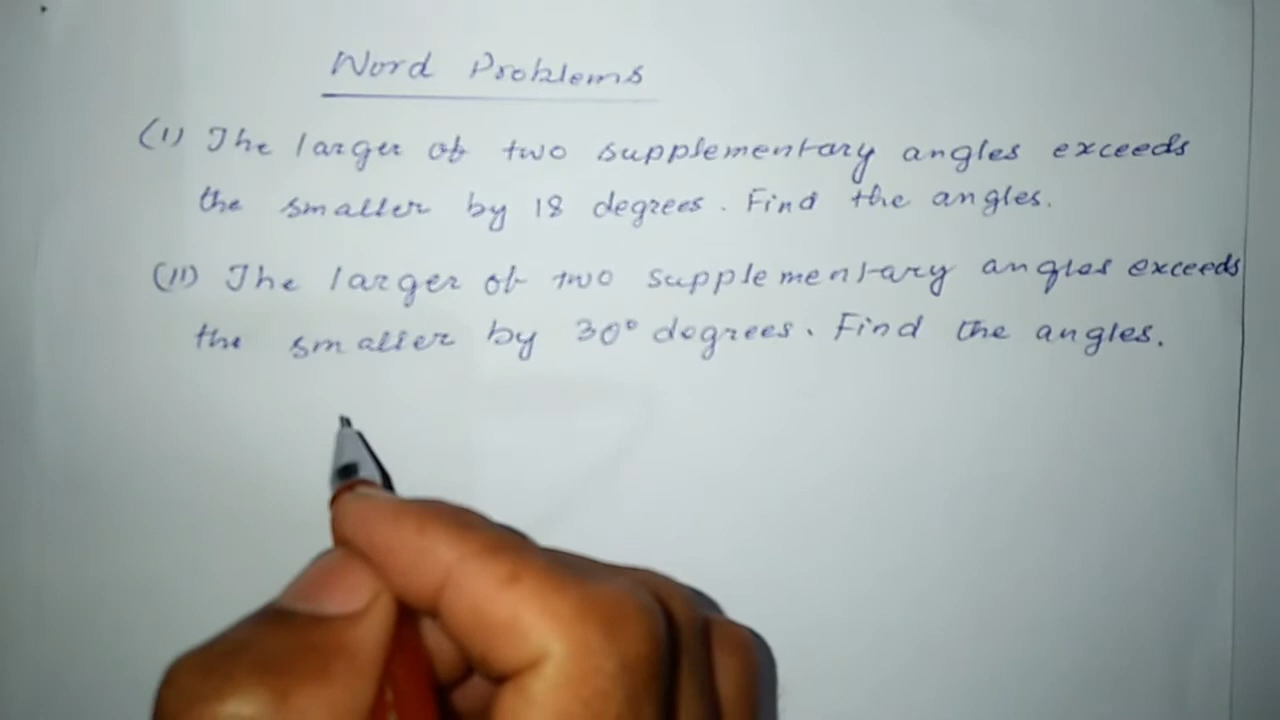 Word Problems
(I) The larger of two supplementary angles exceeds
the smaller by 18 degrees. Find the angles.
(II) The larger of two supplementary angles exceeds
the smaller by 30° degrees. Find the angles.